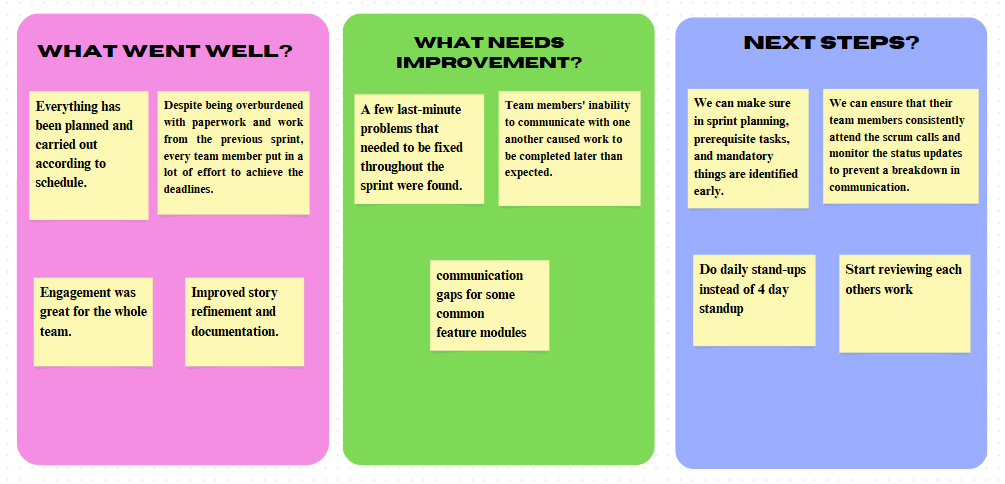 WHAT WENT WELL?
Everything has
been planned and
carried out
according to
schedule.
Despite being overburdened
with paperwork and work
from the previous sprint,
every team member put in a
lot of effort to achieve the
deadlines.
Engagement was
great for the whole
team.
Improved story
refinement and
documentation.
WHAT NEEDS
IMPROVEMENT?
A few last-minute
problems that
needed to be fixed
throughout the
sprint were found.
Team members' inability
to communicate with one
another caused work to
be completed later than
expected.
communication
gaps for some
common
feature modules
NEXT STEPS?
We can make sure
in sprint planning,
prerequisite tasks,
and mandatory
things are identified
early.
We can ensure that their
team members consistently
attend the scrum calls and
monitor the status updates
to prevent a breakdown in
communication.
Do daily stand-ups
instead of 4 day
standup
Start reviewing each
others work